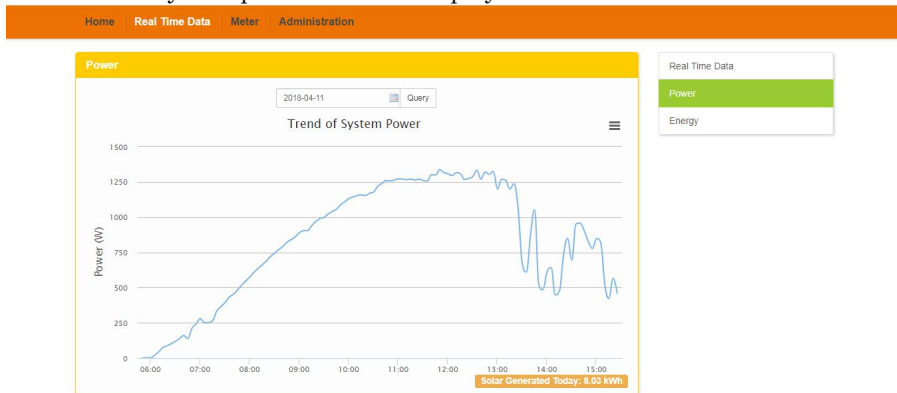 Home Real Time Data Meter Administration
Power
Real Time Data
Power
Energy
2018-04-11 Query
Trend of System Power
Power (W)
1500
1250
1000
750
500
250
0
06:00 07:00 08:00 09:00 10:00 11:00 12:00 13:00 14:00 15:00
Solar Generated Today: 8.03 kWh